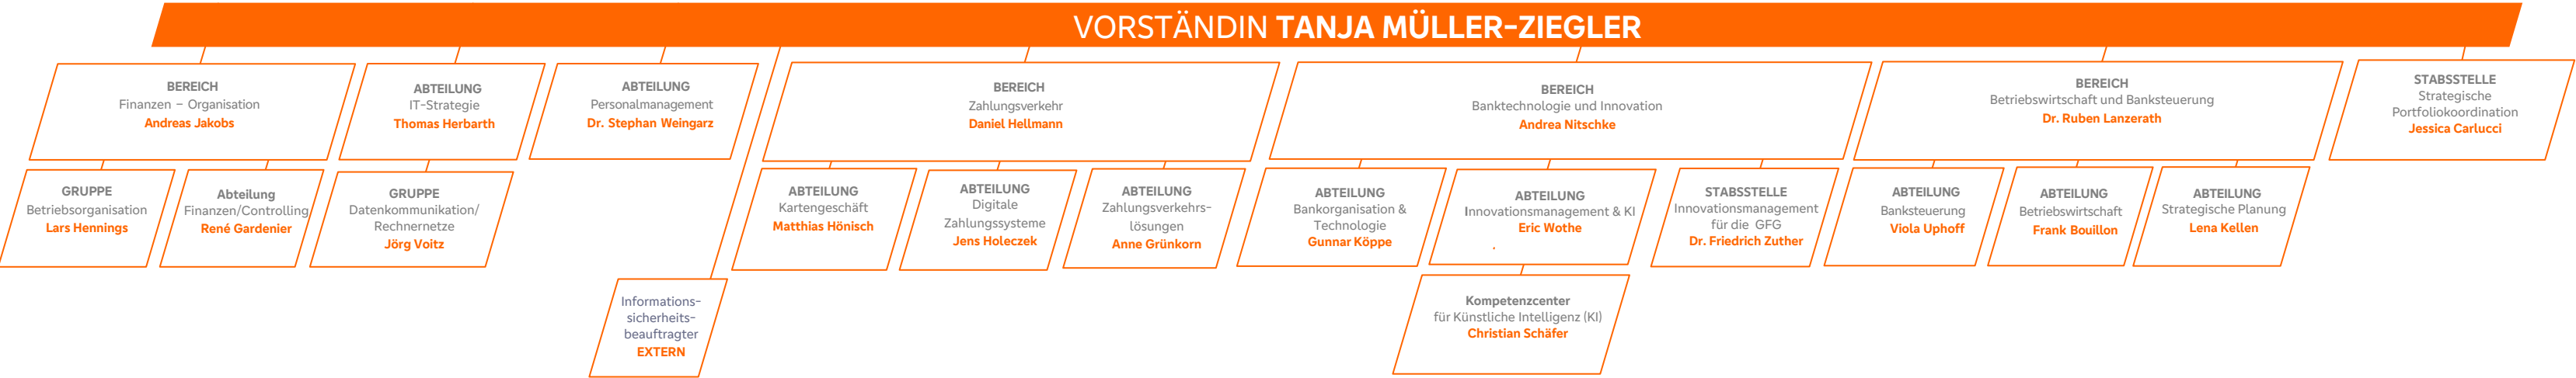 VORSTÄNDIN TANJA MÜLLER-ZIEGLER
BEREICH
Finanzen – Organisation
Andreas Jakobs
ABTEILUNG
IT-Strategie
Thomas Herbarth
ABTEILUNG
Personalmanagement
Dr. Stephan Weingarz
BEREICH
Zahlungsverkehr
Daniel Hellmann
BEREICH
Banktechnologie und Innovation
Andrea Nitschke
BEREICH
Betriebswirtschaft und Banksteuerung
Dr. Ruben Lanzerath
STABSSTELLE
Strategische
Portfoliokoordination
Jessica Carlucci
GRUPPE
Betriebsorganisation
Lars Hennings
Abteilung
Finanzen/Controlling
René Gardenier
GRUPPE
Datenkommunikation/
Rechnernetze
Jörg Voitz
ABTEILUNG
Kartengeschäft
Matthias Hönisch
ABTEILUNG
Digitale
Zahlungssysteme
Jens Holeczek
ABTEILUNG
Zahlungsverkehrs-
lösungen
Anne Grünkorn
ABTEILUNG
Bankorganisation &
Technologie
Gunnar Köppe
ABTEILUNG
Innovationsmanagement & KI
Eric Wothe
.
STABSSTELLE
Innovationsmanagement
für die GFG
Dr. Friedrich Zuther
ABTEILUNG
Banksteuerung
Viola Uphoff
ABTEILUNG
Betriebswirtschaft
Frank Bouillon
ABTEILUNG
Strategische Planung
Lena Kellen
Informations-
sicherheits-
beauftragter
EXTERN
Kompetenzcenter
für Künstliche Intelligenz (KI)
Christian Schäfer